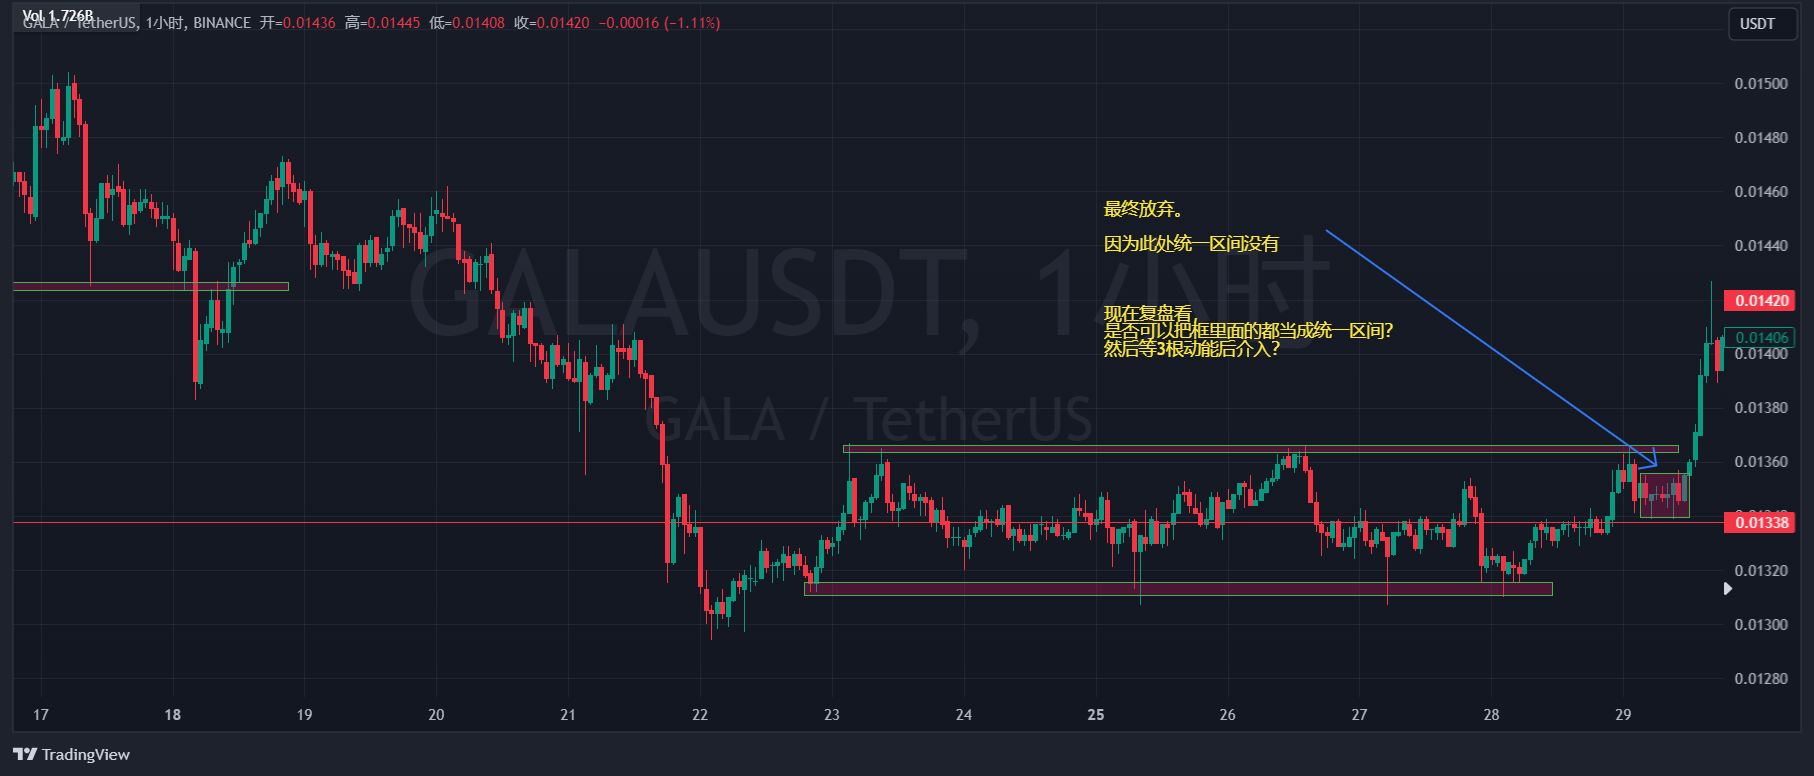 Vol 1.726B
GALA / TetherUS, 1小时, BINANCE 开=0.01436 高=0.01445 低=0.01408 收=0.01420 −0.00016 (−1.11%)
USDT
0.01500
0.01480
0.01460
0.01440
0.01420
0.01406
0.01400
0.01380
0.01360
0.01338
0.01320
0.01300
0.01280
最终放弃。
因为此处统一区间没有
现在复盘看，
是否可以把框里面的都当成统一区间?
然后等3根动能后介入?
GALAUSDT, 1小时
GALA / TetherUS
17 18 19 20 21 22 23 24 25 26 27 28 29
TradingView